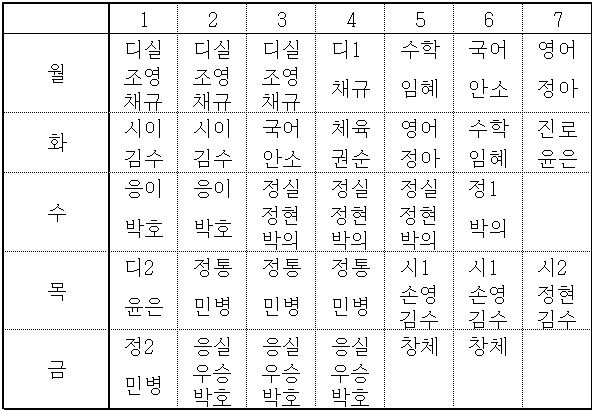 1 2 3 4 5 6 7
월 디실 조영 채규 디실 조영 채규 디실 조영 채규 디1 채규 수학 임혜 국어 안소 영어 정아
화 시이 김수 시이 김수 국어 안소 체육 권순 영어 정아 수학 임혜 진로 윤은
수 응이 박호 응이 박호 정실 정현 박의 정실 정현 박의 정실 정현 박의 정1 박의
목 디2 윤은 정통 민병 정통 민병 정통 민병 시1 손영 김수 시1 손영 김수 시2 정현 김수
금 정2 민병 응실 우승 박호 응실 우승 박호 응실 우승 박호 창체 창체